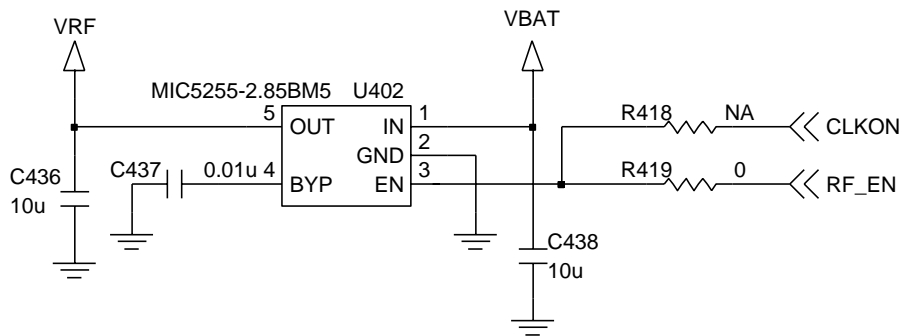 VRF
VBAT
MIC5255-2.85BM5 U402
5 OUT IN 1
R418 NA CLKON
GND 2
C436
10u
C437 0.01u 4 BYP EN 3
R419 0 RF_EN
C438
10u